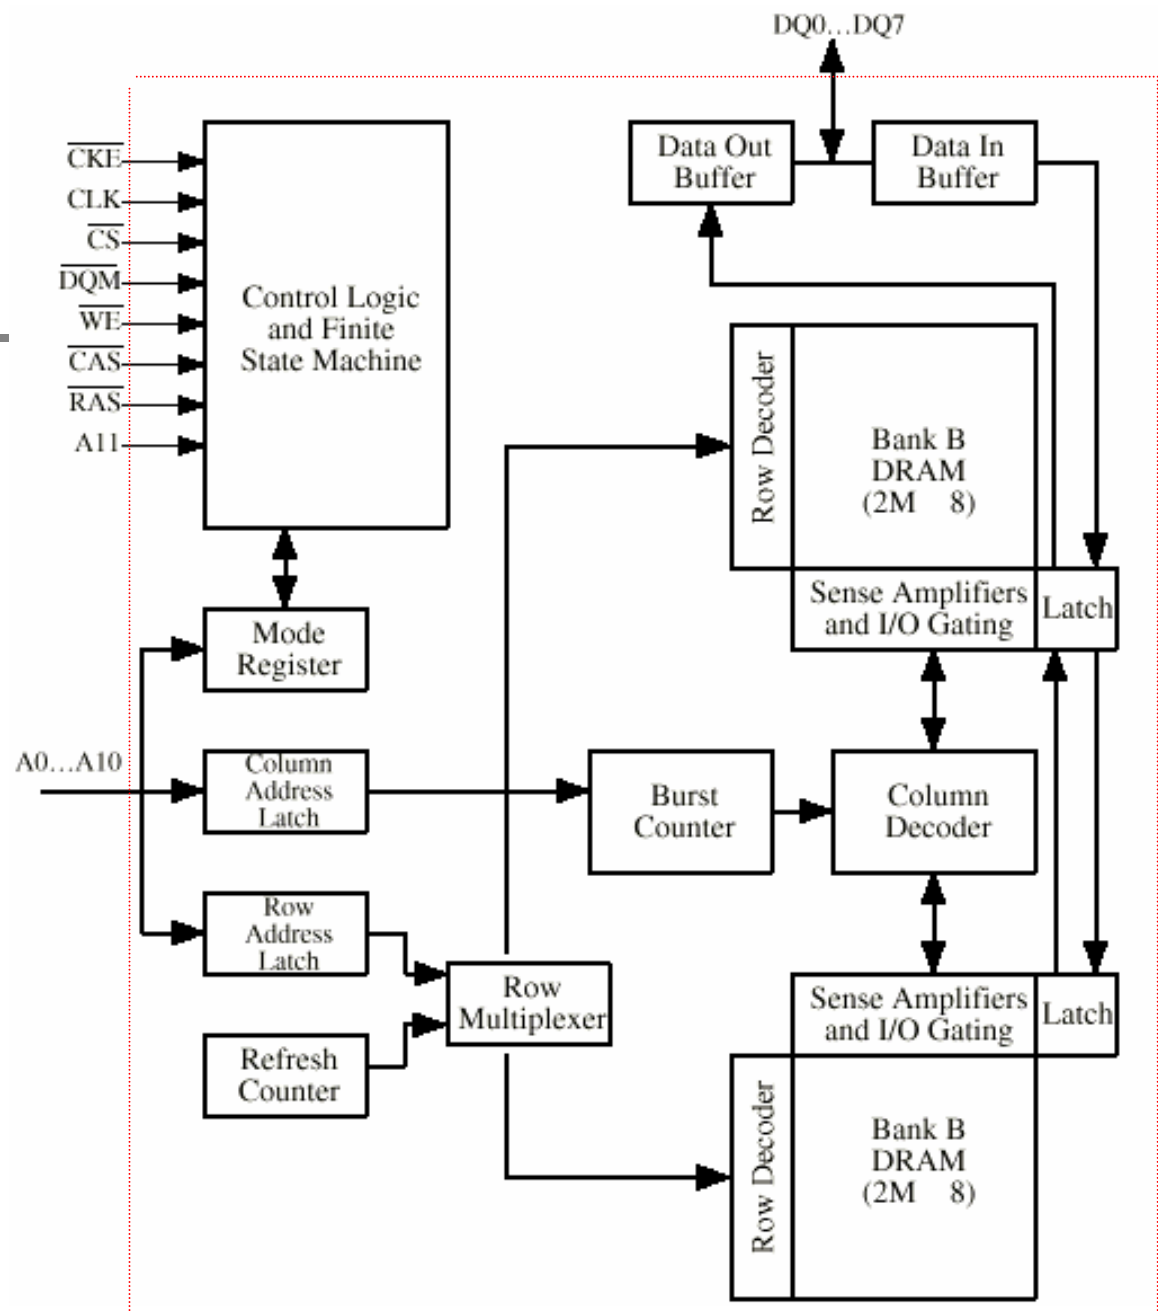 DQ0...DQ7
CKE
CLK
CS
DQM
WE
CAS
RAS
A11
Control Logic
and Finite
State Machine
Data Out
Buffer
Data In
Buffer
Row Decoder
Bank B
DRAM
(2M 8)
Sense Amplifiers
and I/O Gating
Latch
Mode
Register
A0...A10
Column
Address
Latch
Burst
Counter
Column
Decoder
Row
Address
Latch
Row
Multiplexer
Refresh
Counter
Sense Amplifiers
and I/O Gating
Latch
Row Decoder
Bank B
DRAM
(2M 8)